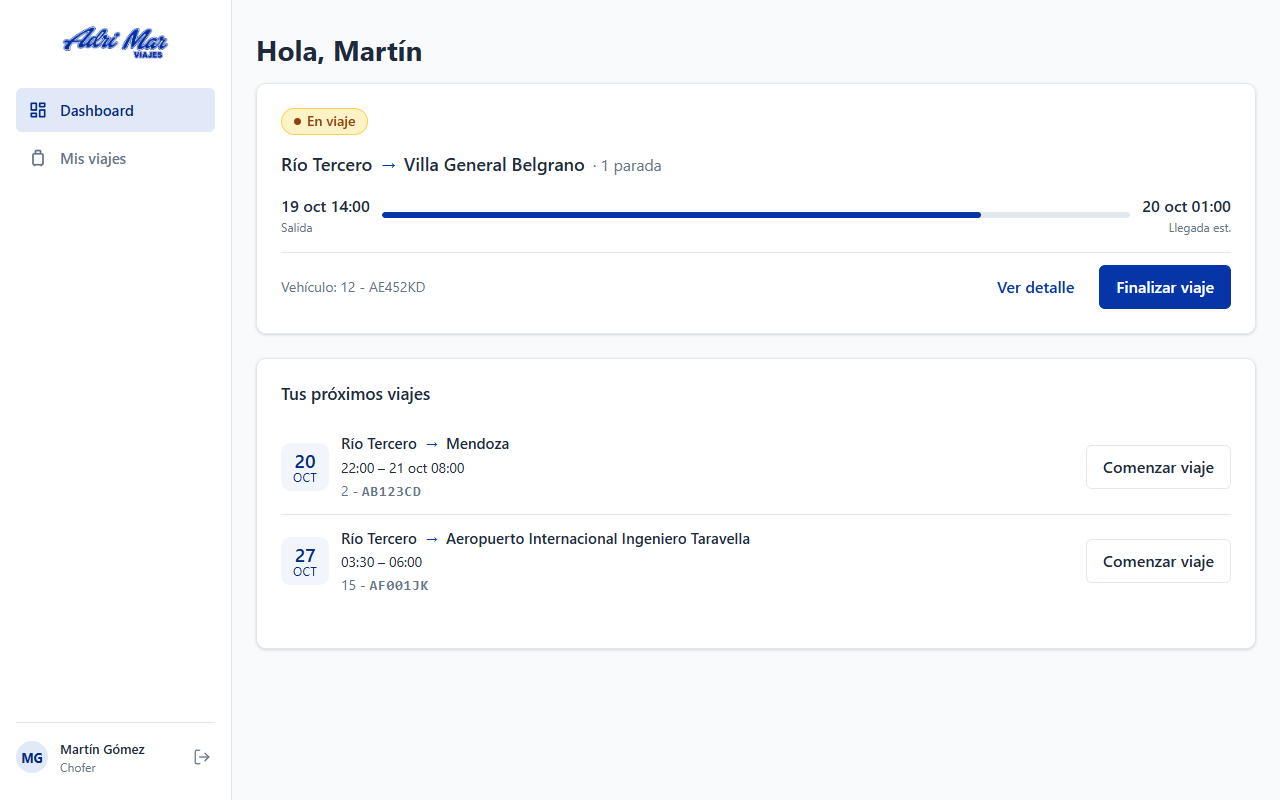 Adri Mar
VIAJES
Dashboard
Mis viajes
Hola, Martín
En viaje
Río Tercero → Villa General Belgrano · 1 parada
19 oct 14:00
Salida
20 oct 01:00
Llegada est.
Vehículo: 12 - AE452KD
Ver detalle
Finalizar viaje
Tus próximos viajes
20
OCT
Río Tercero → Mendoza
22:00 – 21 oct 08:00
2 - AB123CD
Comenzar viaje
27
OCT
Río Tercero → Aeropuerto Internacional Ingeniero Taravella
03:30 – 06:00
15 - AF001JK
Comenzar viaje
MG
Martín Gómez
Chofer